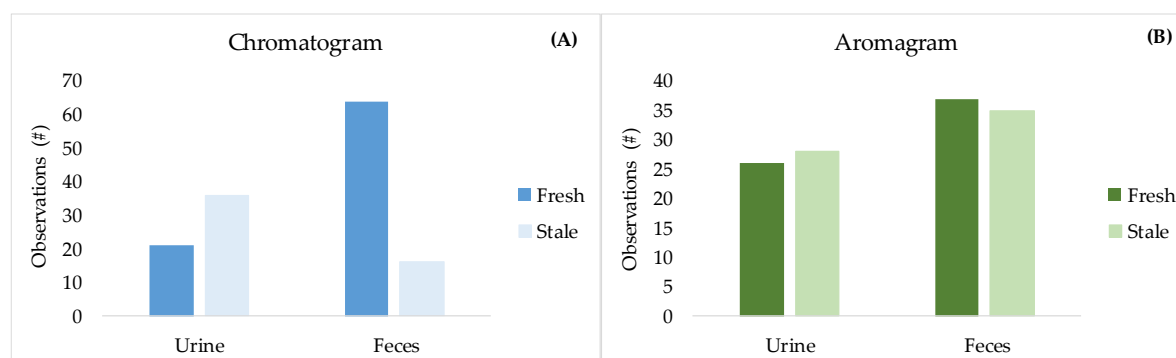 Chromatogram
(A)
Observations (#)
70
60
50
40
30
20
10
0
Urine
Feces
Fresh
Stale
Aromagram
(B)
Observations (#)
40
35
30
25
20
15
10
5
0
Urine
Feces
Fresh
Stale